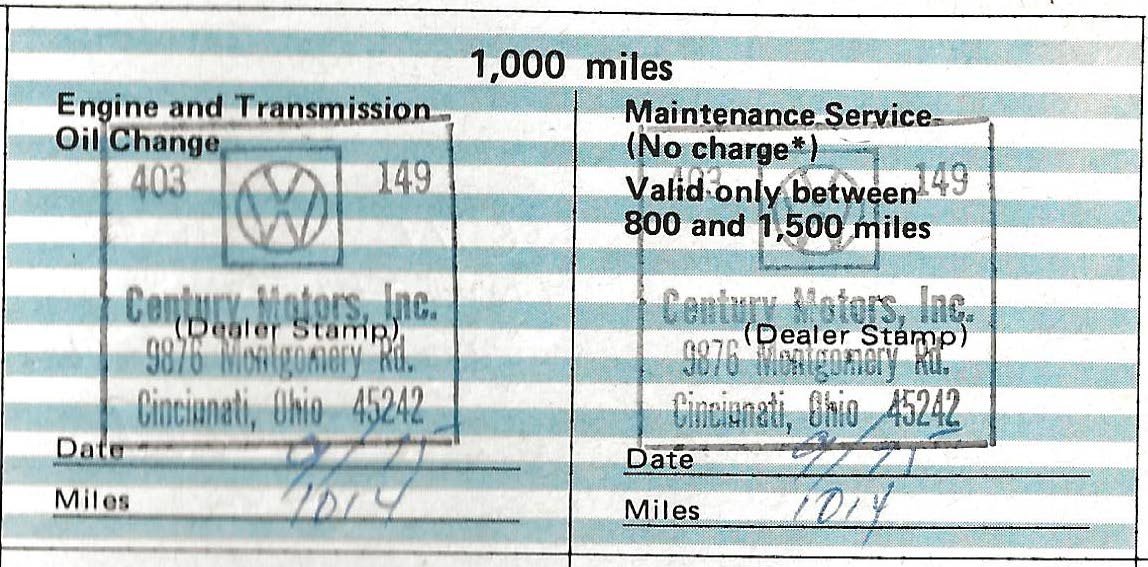 1,000 miles
Engine and Transmission
Oil Change
403 149
Century Motors, Inc.
(Dealer Stamp)
9876 Montgomery Rd.
Cincinnati, Ohio 45242
Date
Miles 1014
Maintenance Service
(No charge*)
403 149
Valid only between
800 and 1,500 miles
Century Motors, Inc.
(Dealer Stamp)
9876 Montgomery Rd.
Cincinnati, Ohio 45242
Date
Miles 1014